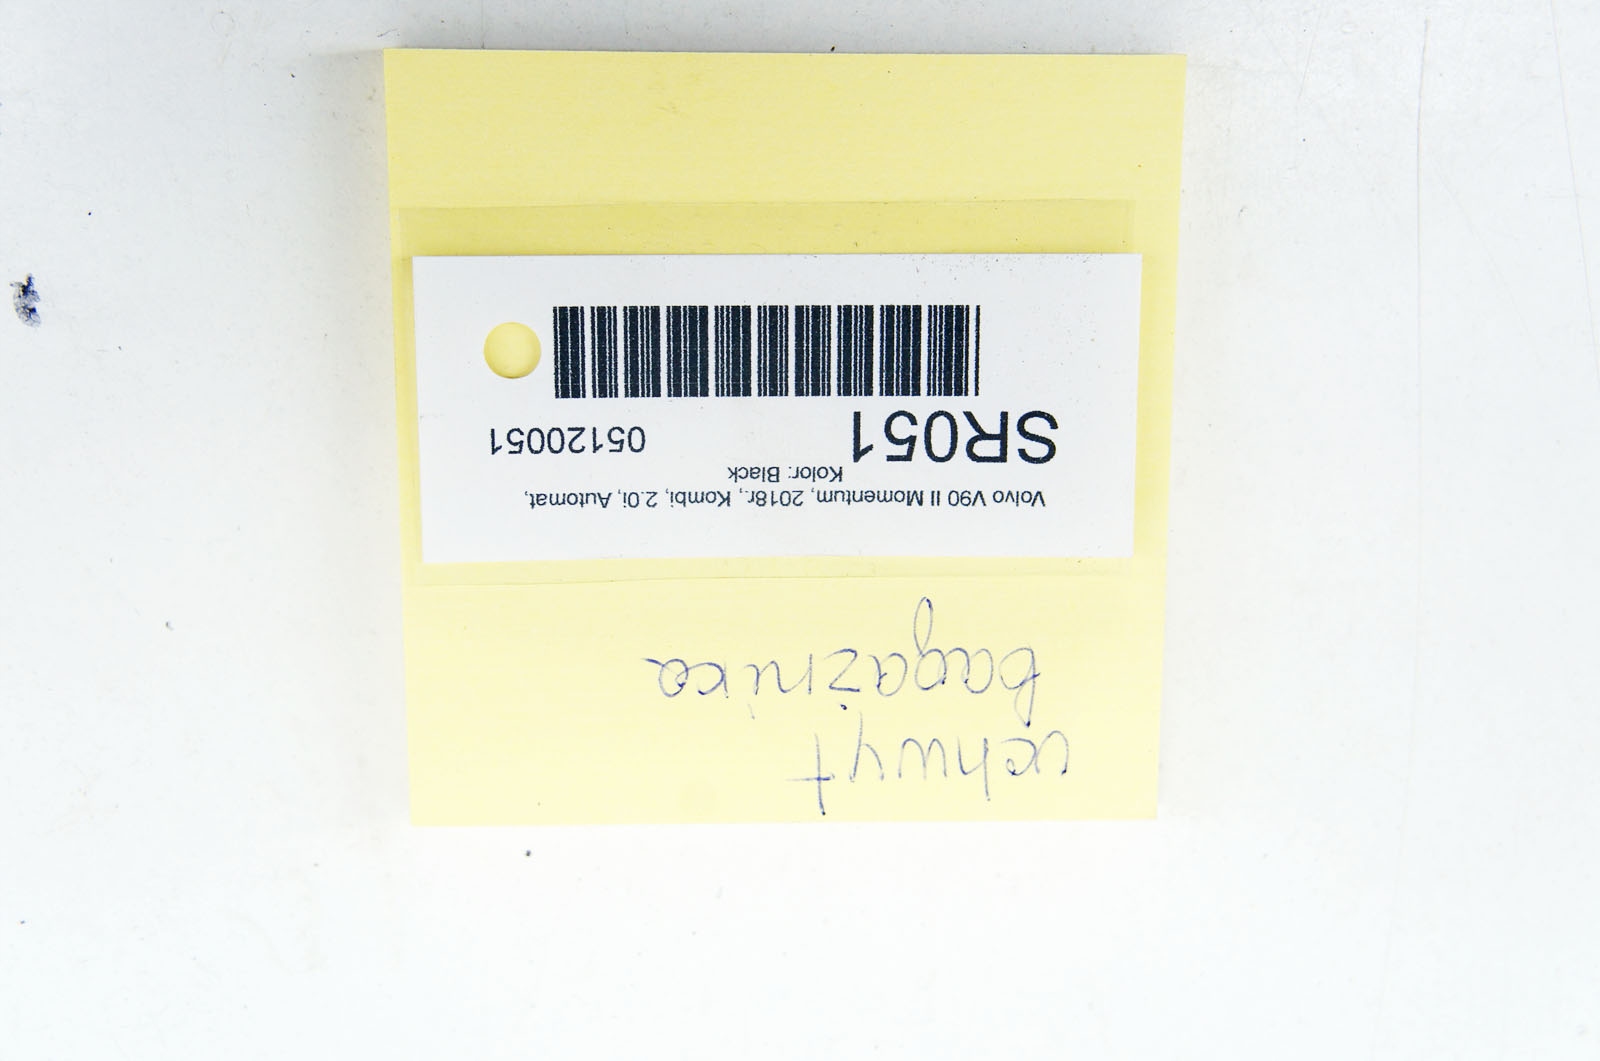 uchwyt
bagażnika
Volvo V90 II Momentum, 2018r., Kombi, 2.0i, Automat,
Kolor: Black
SR051 05120051